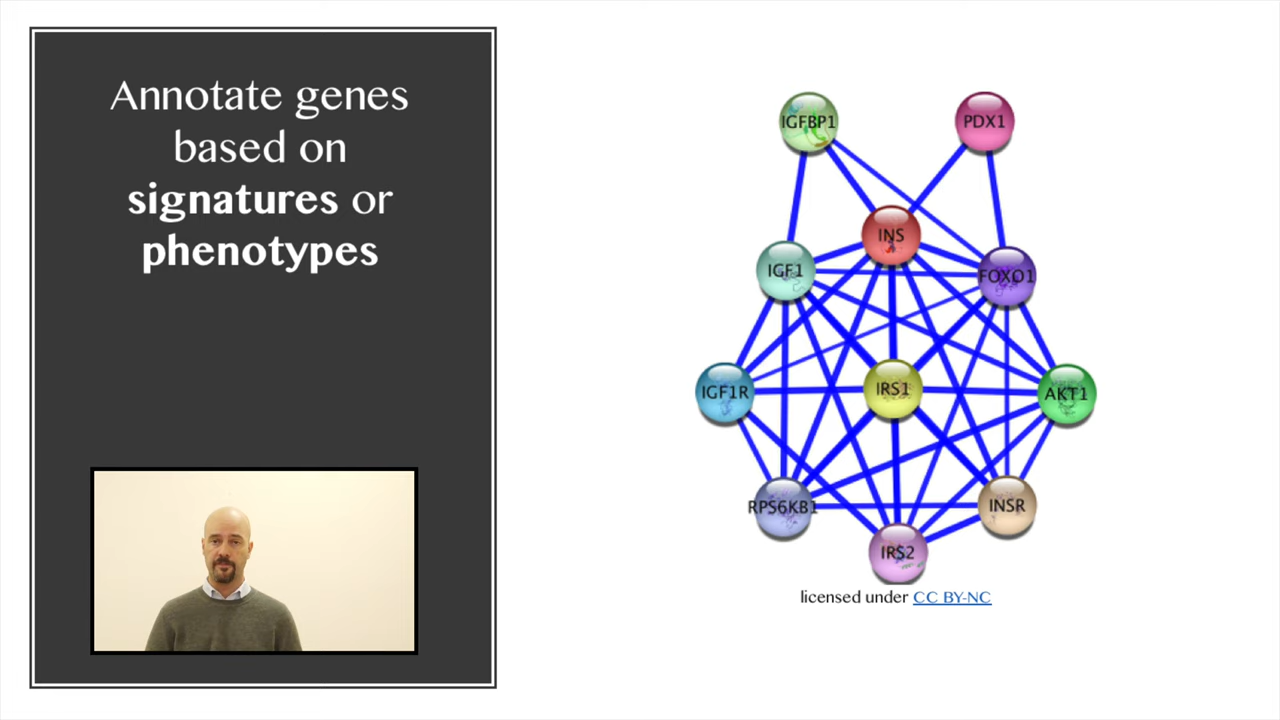 Annotate genes
based on
signatures or
phenotypes
IGFBP1
PDX1
INS
IGF1
FOXO1
IGF1R
IRS1
AKT1
RPS6KB1
INSR
IRS2
licensed under CC BY-NC